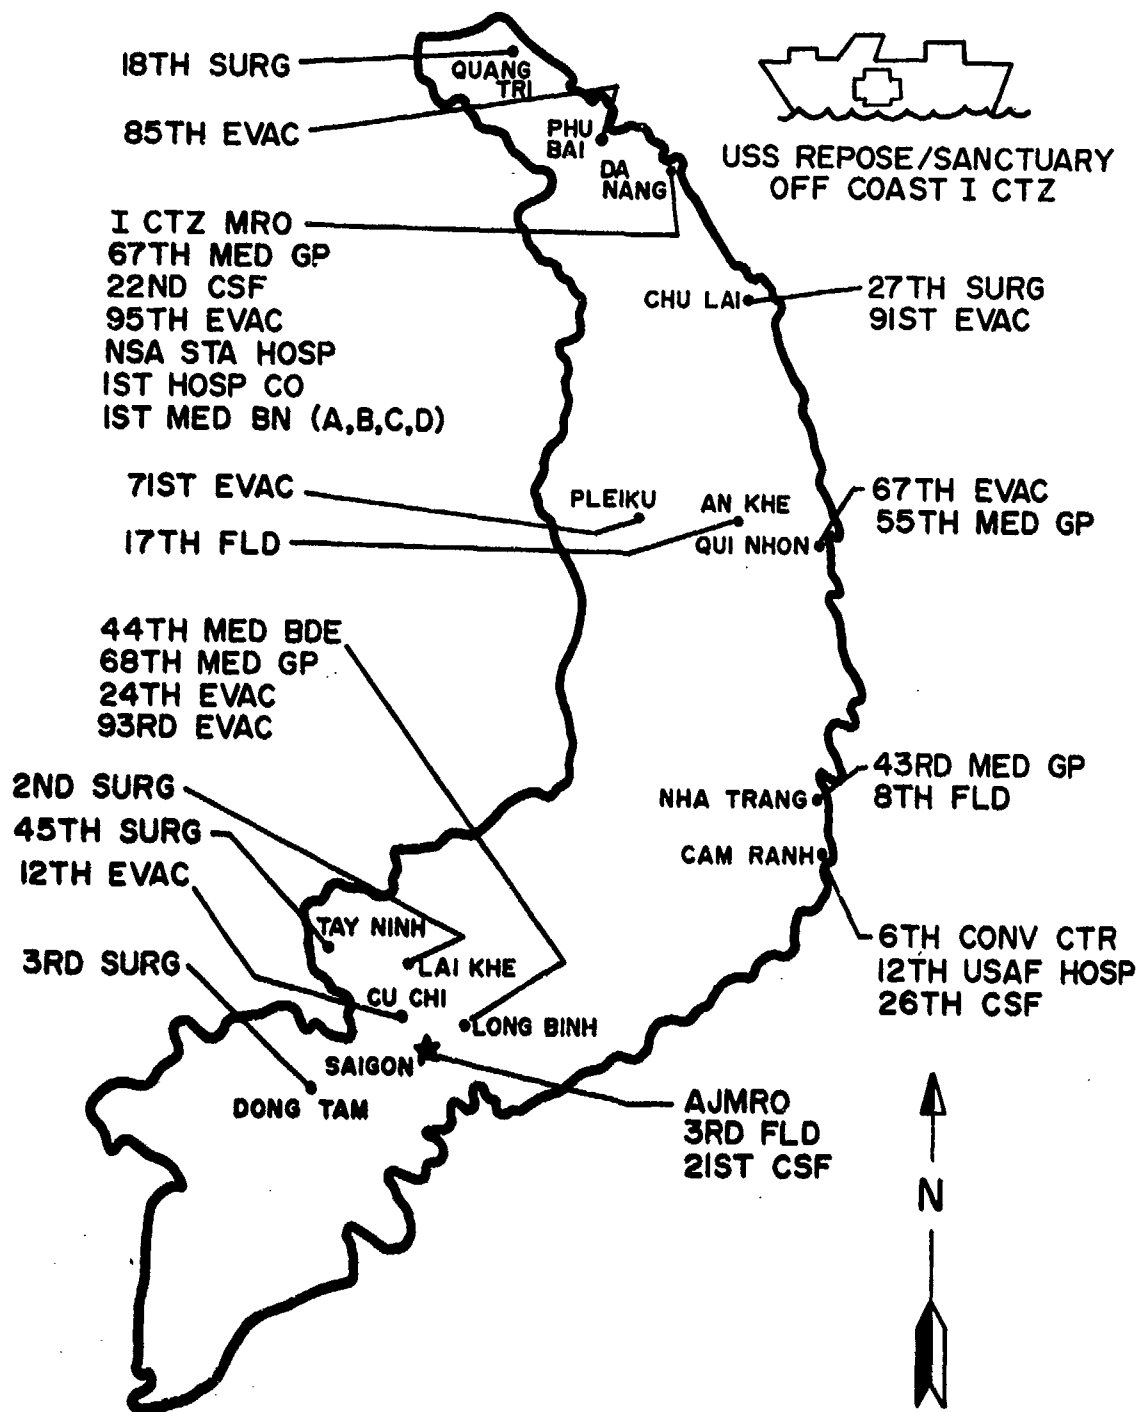 18TH SURG
QUANG
TRI
85TH EVAC
PHU
BAI
DA
NANG
USS REPOSE/SANCTUARY
OFF COAST I CTZ
I CTZ MRO
67TH MED GP
22ND CSF
95TH EVAC
NSA STA HOSP
1ST HOSP CO
1ST MED BN (A,B,C,D)
CHU LAI
27TH SURG
91ST EVAC
71ST EVAC
17TH FLD
PLEIKU
AN KHE
QUI NHON
67TH EVAC
55TH MED GP
44TH MED BDE
68TH MED GP
24TH EVAC
93RD EVAC
2ND SURG
45TH SURG
12TH EVAC
3RD SURG
NHA TRANG
43RD MED GP
8TH FLD
CAM RANH
6TH CONV CTR
12TH USAF HOSP
26TH CSF
TAY NINH
LAI KHE
CU CHI
LONG BINH
SAIGON
DONG TAM
AJMRO
3RD FLD
21ST CSF
N